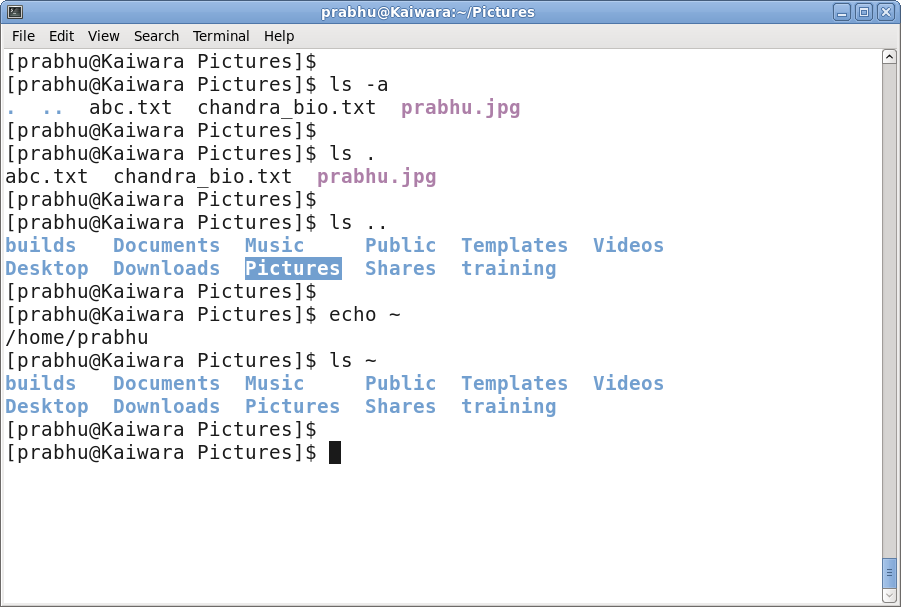 prabhu@Kaiwara:~/Pictures
File Edit View Search Terminal Help
[prabhu@Kaiwara Pictures]$
[prabhu@Kaiwara Pictures]$ ls -a
.  ..  abc.txt  chandra_bio.txt  prabhu.jpg
[prabhu@Kaiwara Pictures]$
[prabhu@Kaiwara Pictures]$ ls .
abc.txt  chandra_bio.txt  prabhu.jpg
[prabhu@Kaiwara Pictures]$
[prabhu@Kaiwara Pictures]$ ls ..
builds   Documents  Music     Public  Templates  Videos
Desktop  Downloads  Pictures  Shares  training
[prabhu@Kaiwara Pictures]$
[prabhu@Kaiwara Pictures]$ echo ~
/home/prabhu
[prabhu@Kaiwara Pictures]$ ls ~
builds   Documents  Music     Public  Templates  Videos
Desktop  Downloads  Pictures  Shares  training
[prabhu@Kaiwara Pictures]$
[prabhu@Kaiwara Pictures]$